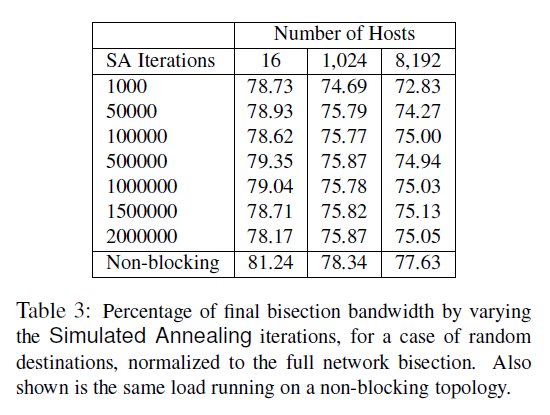 Number of Hosts
SA Iterations 16 1,024 8,192
1000 78.73 74.69 72.83
50000 78.93 75.79 74.27
100000 78.62 75.77 75.00
500000 79.35 75.87 74.94
1000000 79.04 75.78 75.03
1500000 78.71 75.82 75.13
2000000 78.17 75.87 75.05
Non-blocking 81.24 78.34 77.63
Table 3: Percentage of final bisection bandwidth by varying
the Simulated Annealing iterations, for a case of random
destinations, normalized to the full network bisection. Also
shown is the same load running on a non-blocking topology.